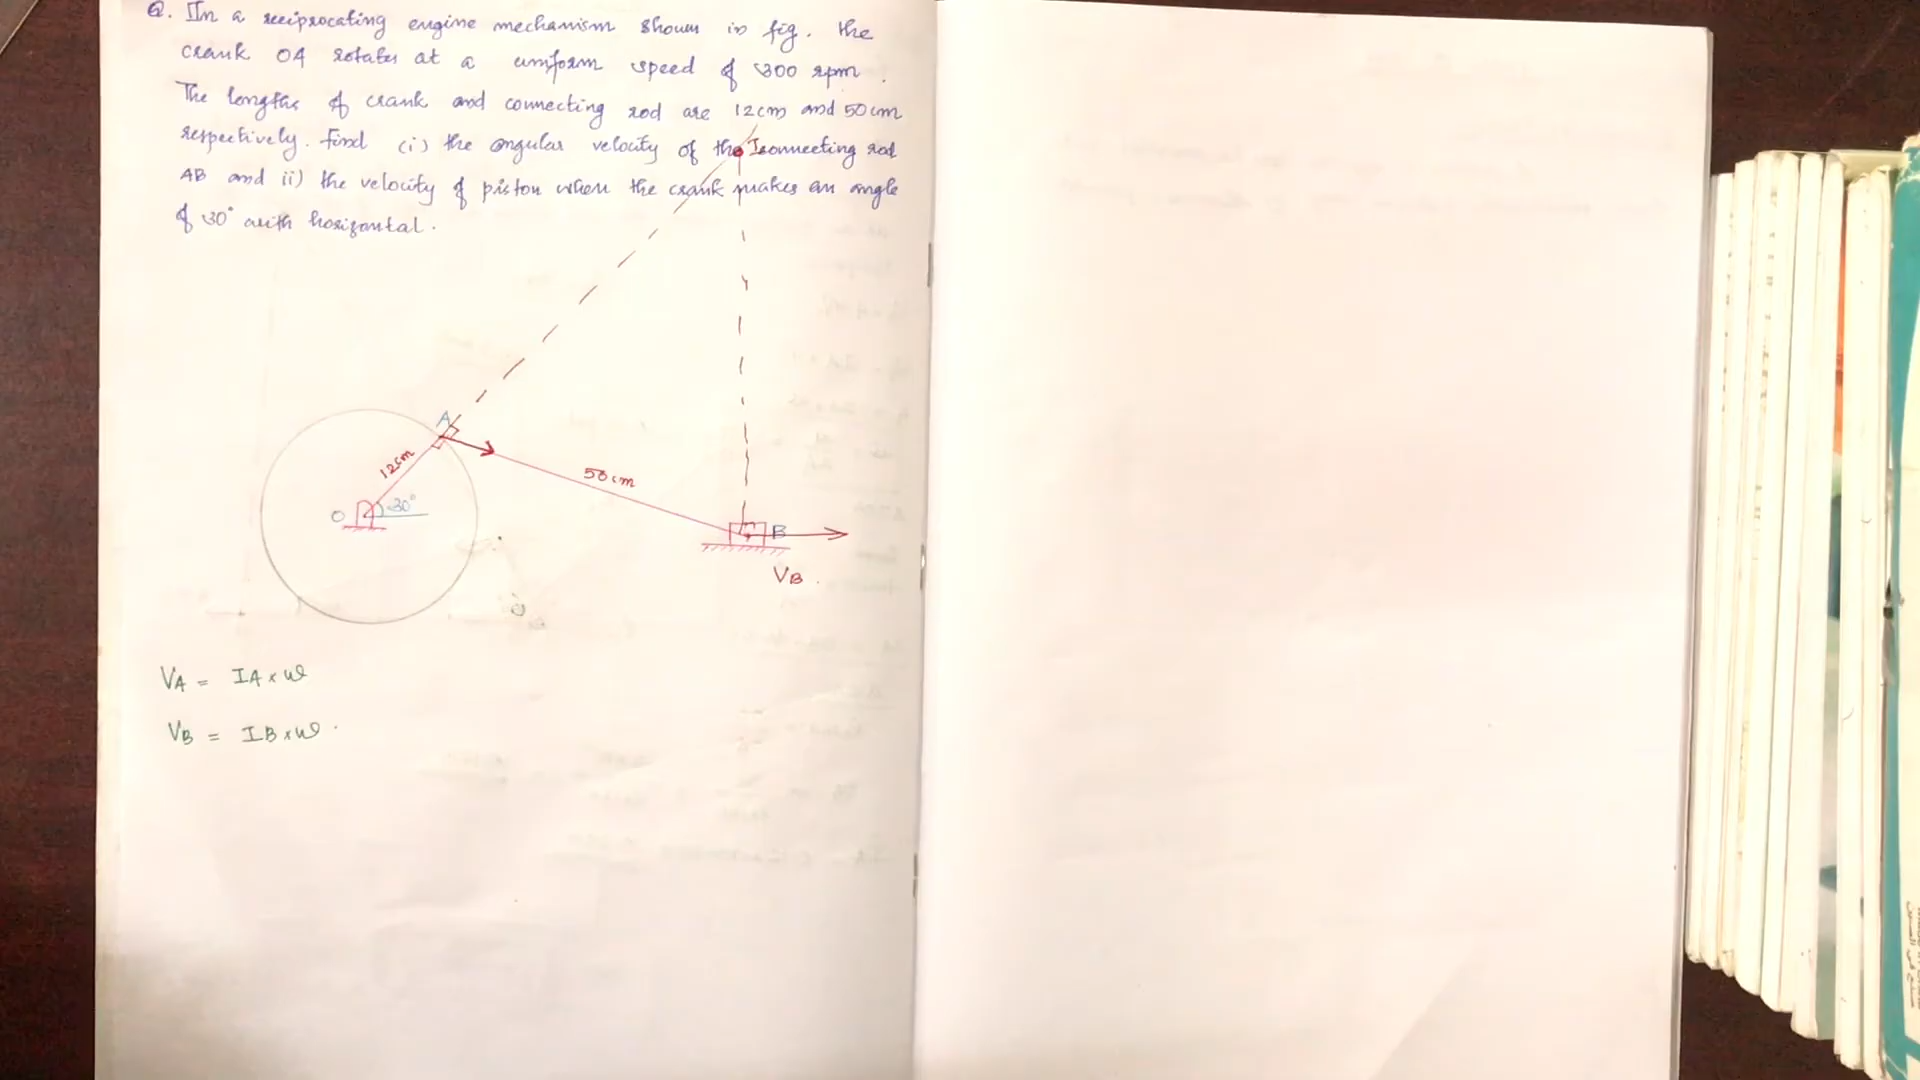 Q. In a reciprocating engine mechanism shown in fig. the
crank OA rotates at a uniform speed of 300 rpm.
The lengths of crank and connecting rod are 12cm and 50cm
respectively. Find (i) the angular velocity of the I connecting rod
AB and ii) the velocity of piston when the crank makes an angle
of 30° with horizontal.
A
12cm
50cm
O
30°
B
VB
VA = IA x ω
VB = IB x ω